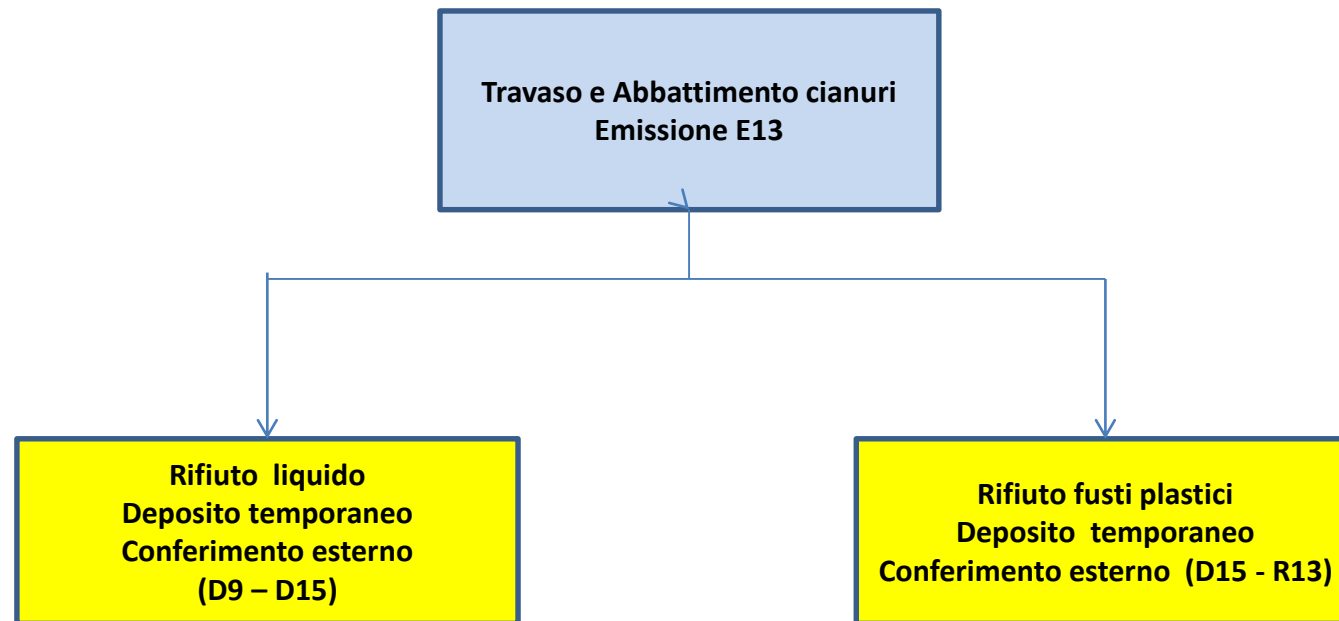 Travaso e Abbattimento cianuri
Emissione E13
Rifiuto liquido
Deposito temporaneo
Conferimento esterno
(D9 – D15)
Rifiuto fusti plastici
Deposito temporaneo
Conferimento esterno (D15 - R13)